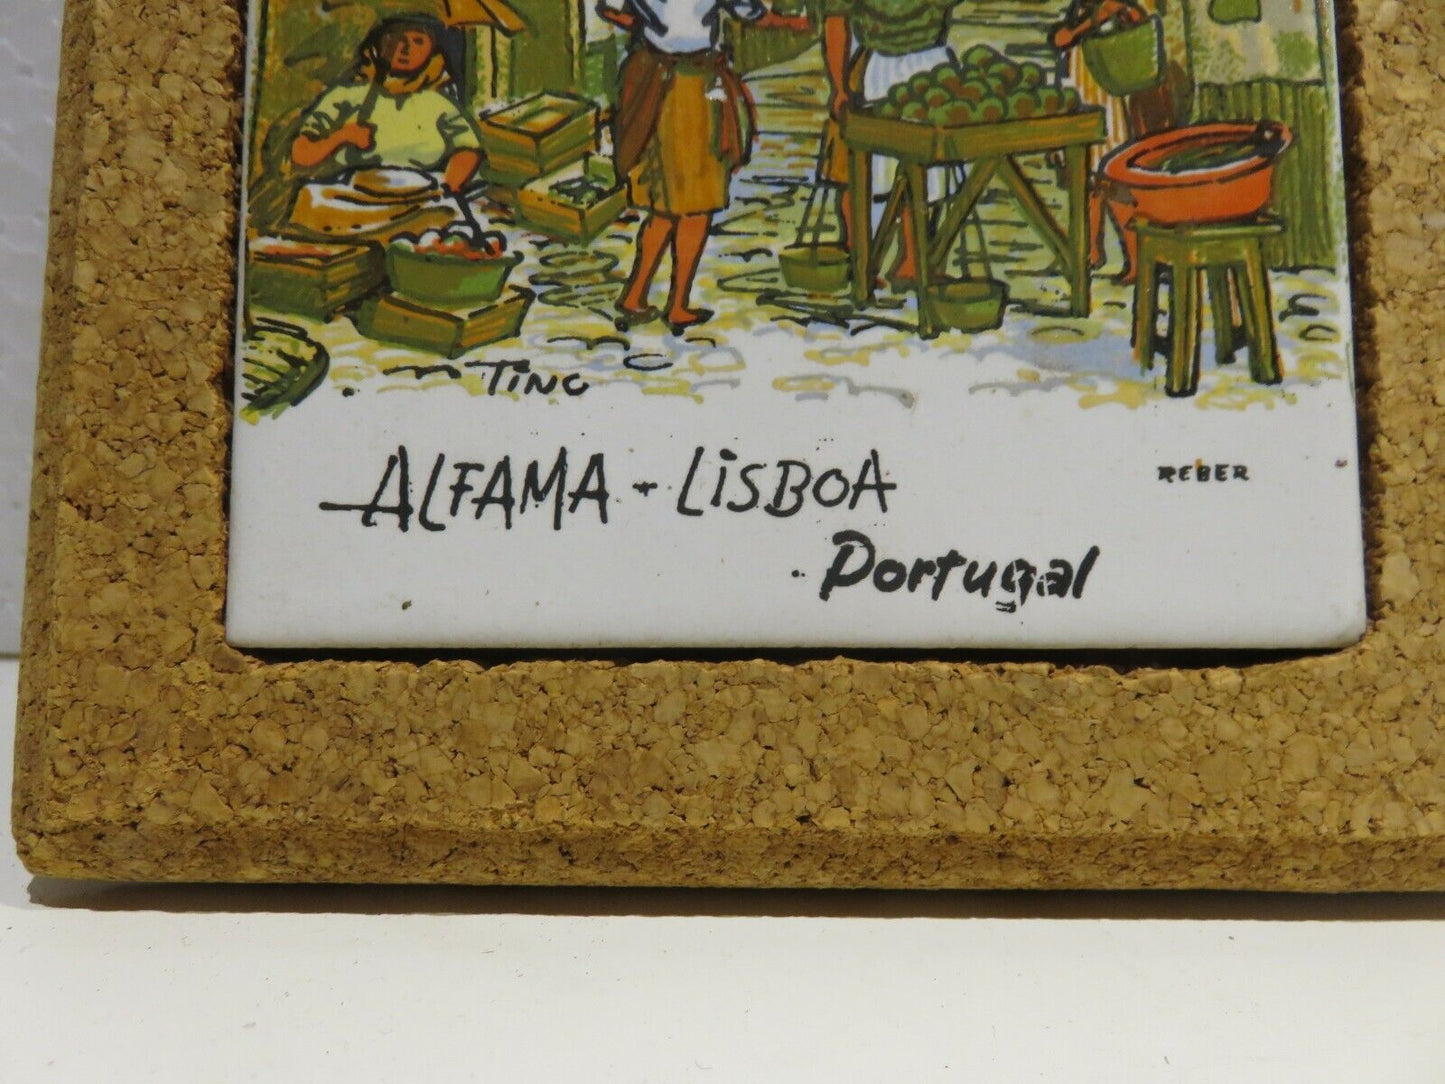 TINO
ALFAMA - LiSBOA
REBER
. Portugal